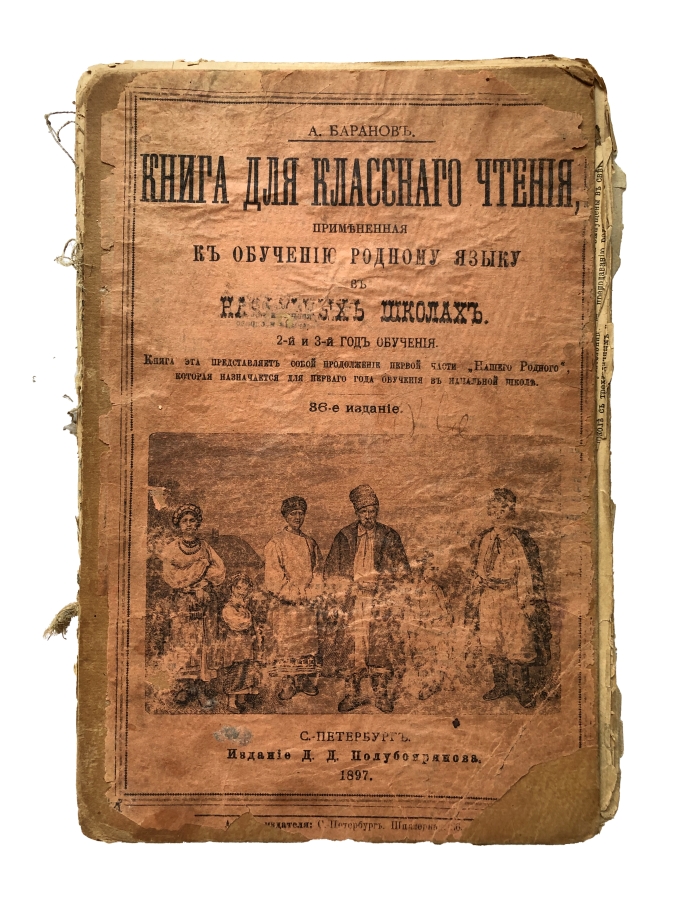 А. БАРАНОВЪ.
КНИГА ДЛЯ КЛАССНАГО ЧТЕНІЯ,
ПРИМѢНЕННАЯ
КЪ ОБУЧЕНІЮ РОДНОМУ ЯЗЫКУ
ВЪ
ШКОЛАХЪ.
2-й и 3-й ГОДЪ ОБУЧЕНІЯ.
Книга эта представляетъ собой продолженіе первой части „Нашего Родного“,
которая назначается для перваго года обученія въ начальной школѣ.
36-е изданіе.
С.-ПЕТЕРБУРГЪ.
Изданіе Д. Д. Полубояринова.
1897.
издателя: С.-Петербургъ.